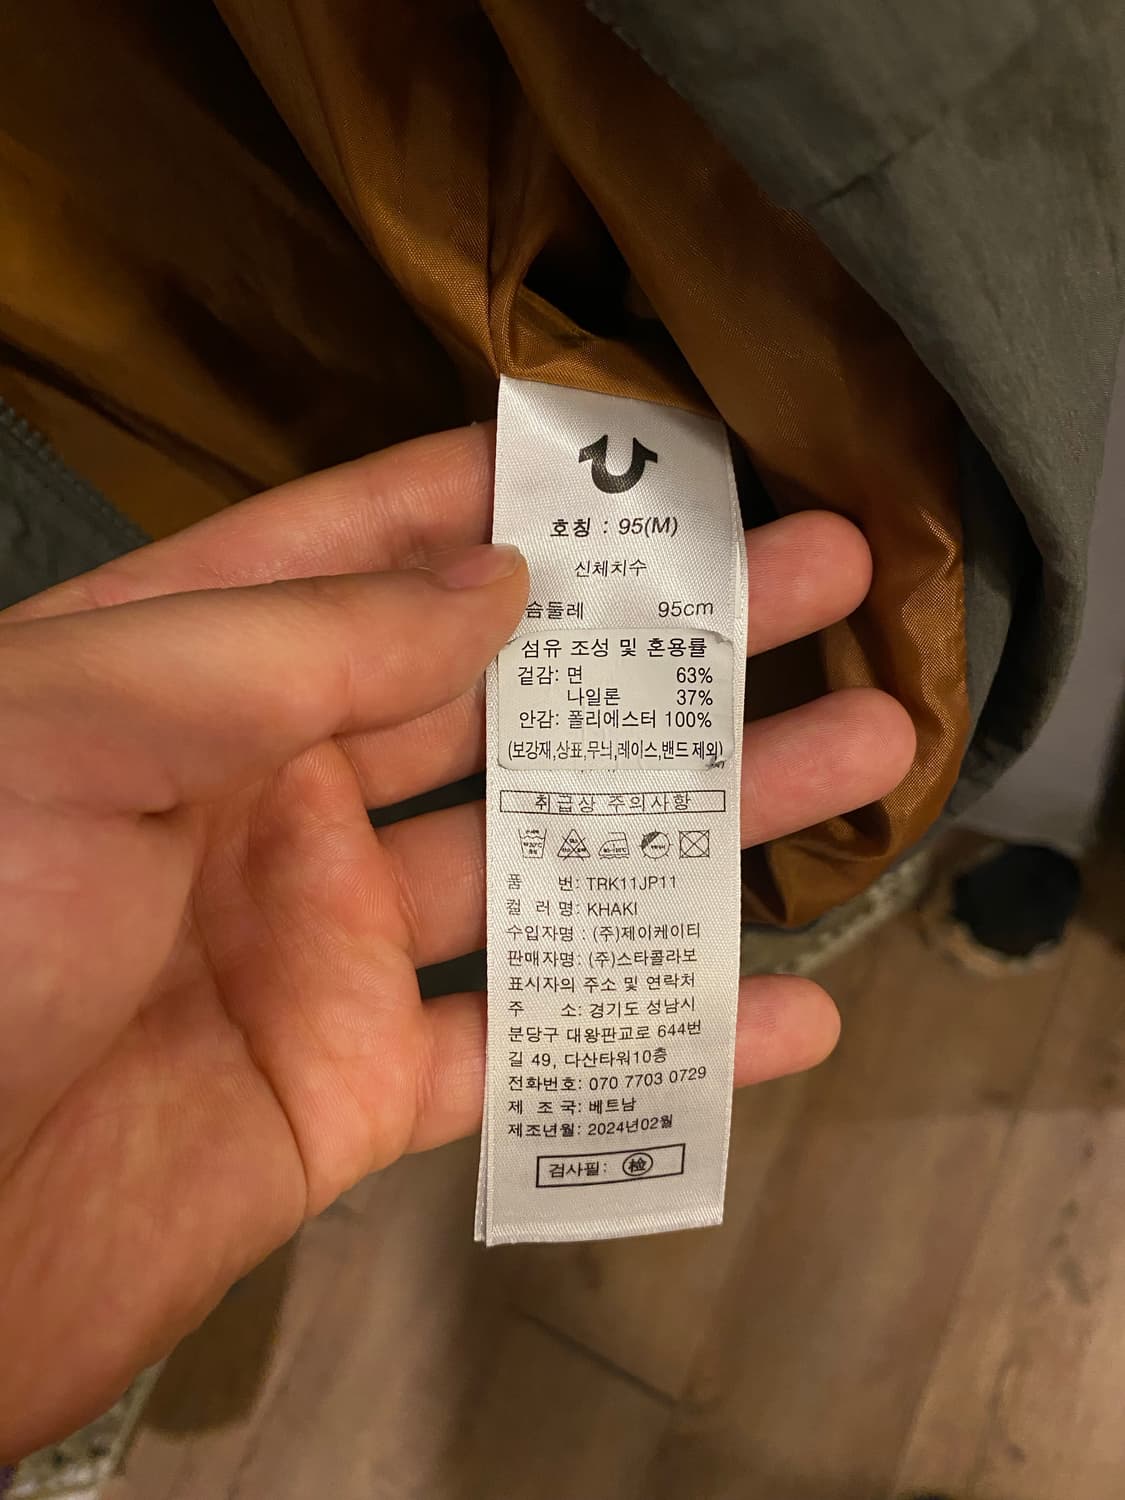 호칭 : 95(M)
신체치수
슴둘레 95cm
섬유 조성 및 혼용률
겉감: 면 63%
나일론 37%
안감: 폴리에스터 100%
(보강재,상표,무늬,레이스,밴드 제외)
취급상 주의사항
품 번: TRK11JP11
컬 러 명: KHAKI
수입자명 : (주)제이케이티
판매자명: (주)스타콜라보
표시자의 주소 및 연락처
주 소: 경기도 성남시
분당구 대왕판교로 644번
길 49, 다산타워10층
전화번호: 070 7703 0729
제 조 국: 베트남
제조년월: 2024년02월
검사필: 検